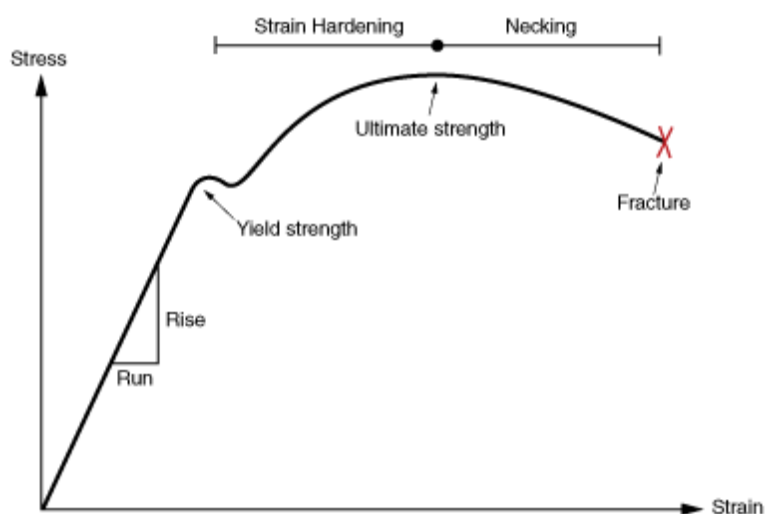 Strain Hardening
Necking
Stress
Ultimate strength
Fracture
Yield strength
Rise
Run
Strain